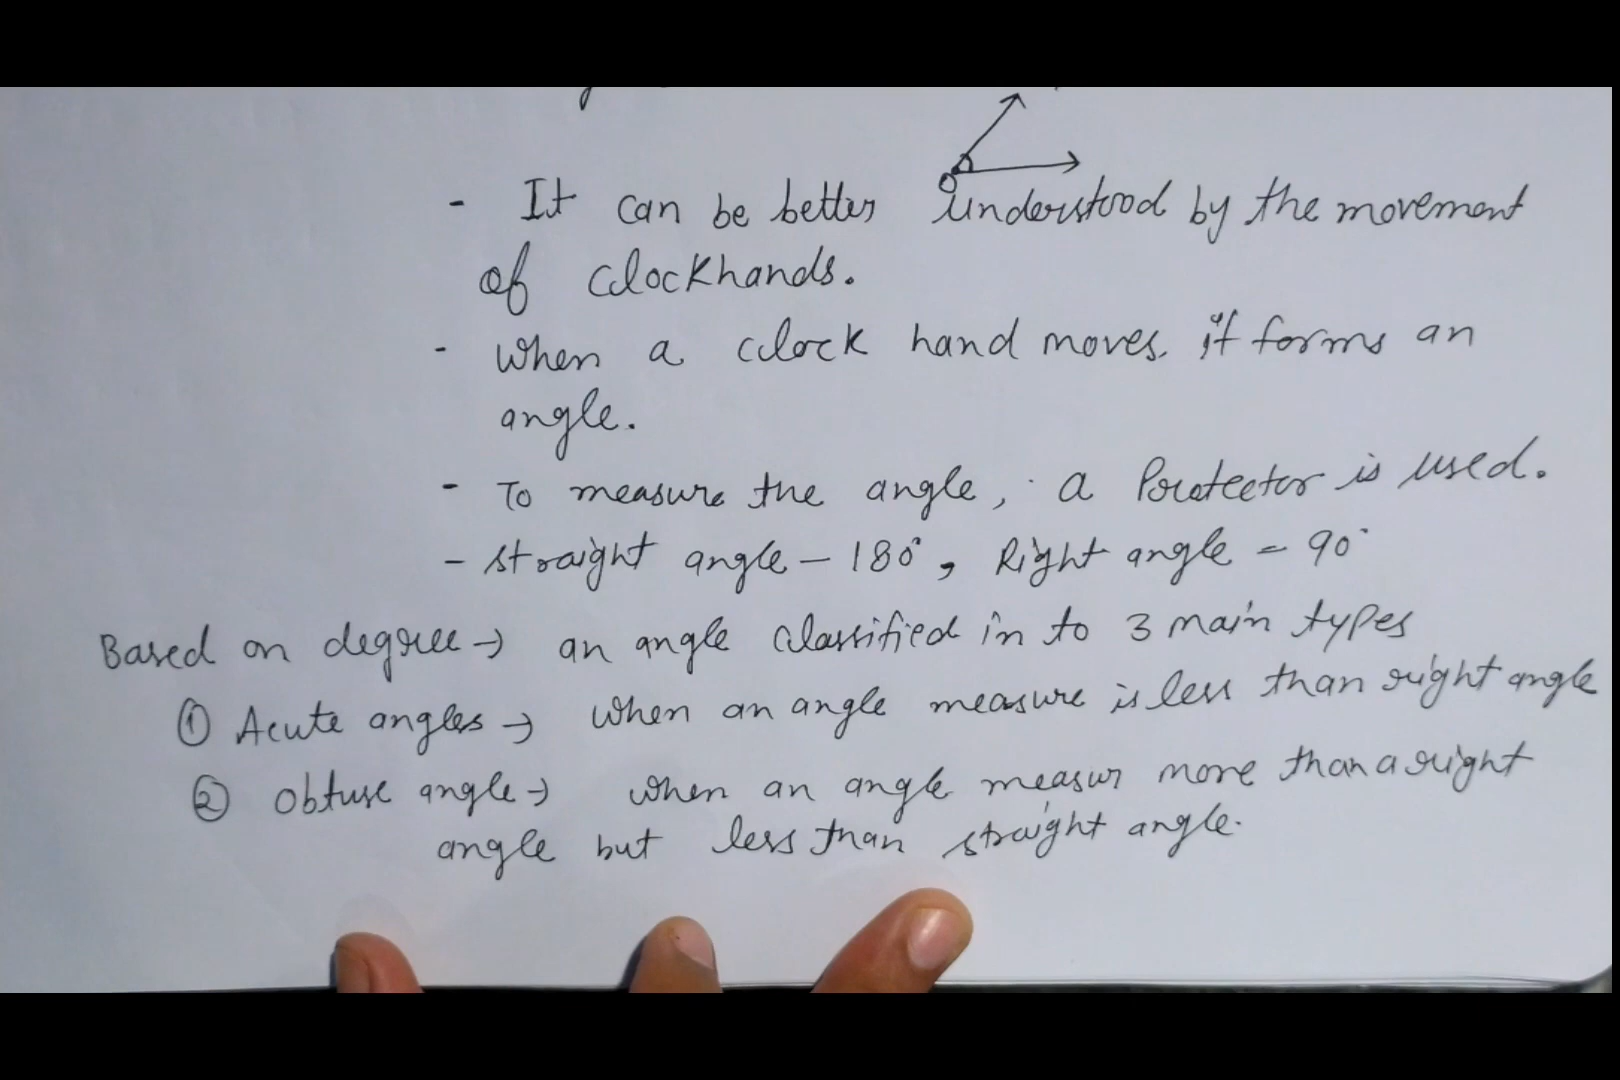 O
- It can be better understood by the movement
of clockhands.
- When a clock hand moves, it forms an
angle.
- To measure the angle, a Protector is used.
- straight angle - 180°, Right angle = 90°
Based on degree → an angle classified in to 3 main types
① Acute angles → when an angle measure is less than right angle
② Obtuse angle → when an angle measur more than a right
angle but less than straight angle.